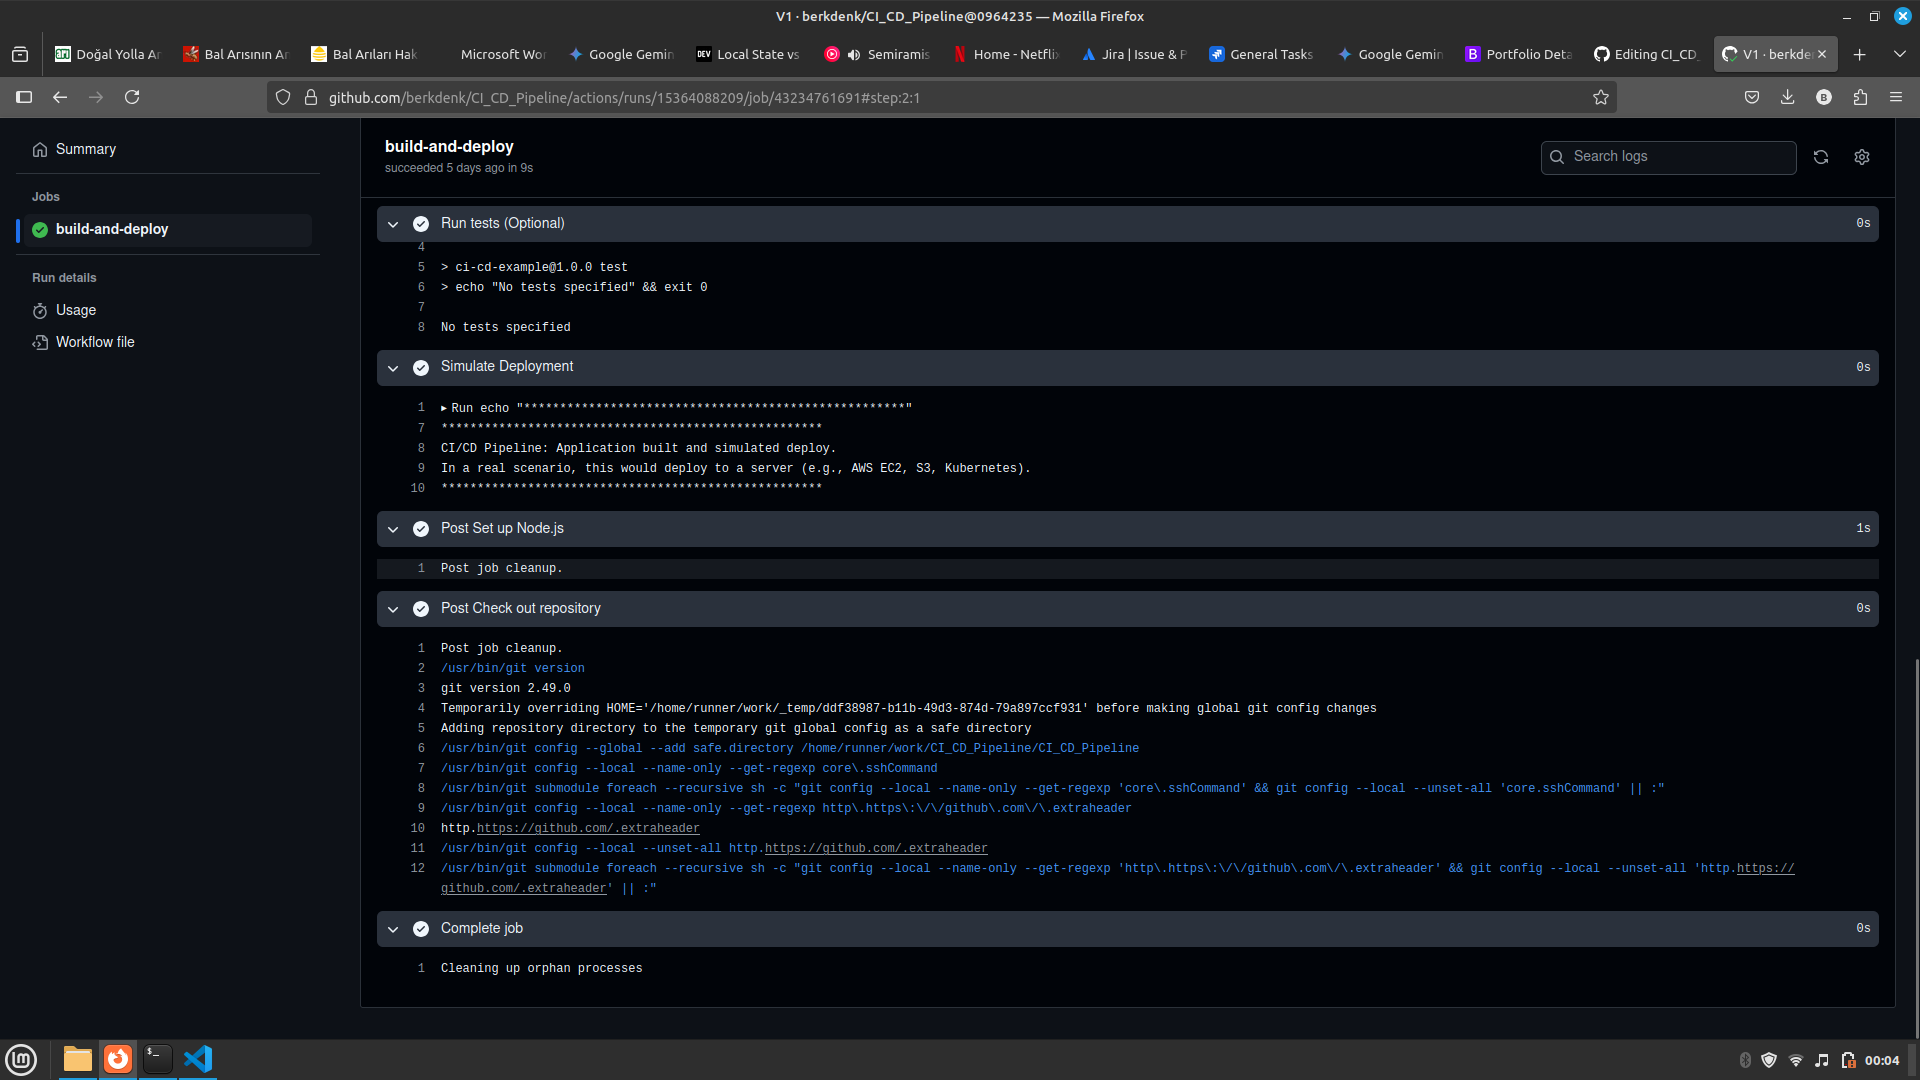 V1 · berkdenk/CI_CD_Pipeline@0964235 — Mozilla Firefox
Doğal Yolla Ar
Bal Arısının An
Bal Arıları Hak
Microsoft Wor
Google Gemin
DEV
Local State vs
Semiramis
Home - Netflix
Jira | Issue & P
General Tasks
Google Gemin
B
Portfolio Deta
Editing CI_CD_
V1 · berkder
github.com/berkdenk/CI_CD_Pipeline/actions/runs/15364088209/job/43234761691#step:2:1
B
Summary
Jobs
build-and-deploy
Run details
Usage
Workflow file
build-and-deploy
succeeded 5 days ago in 9s
Search logs
Run tests (Optional) 0s
4
5 > ci-cd-example@1.0.0 test
6 > echo "No tests specified" && exit 0
7
8 No tests specified
Simulate Deployment 0s
1 Run echo "*****************************************************"
7 *****************************************************
8 CI/CD Pipeline: Application built and simulated deploy.
9 In a real scenario, this would deploy to a server (e.g., AWS EC2, S3, Kubernetes).
10 *****************************************************
Post Set up Node.js 1s
1 Post job cleanup.
Post Check out repository 0s
1 Post job cleanup.
2 /usr/bin/git version
3 git version 2.49.0
4 Temporarily overriding HOME='/home/runner/work/_temp/ddf38987-b11b-49d3-874d-79a897ccf931' before making global git config changes
5 Adding repository directory to the temporary git global config as a safe directory
6 /usr/bin/git config --global --add safe.directory /home/runner/work/CI_CD_Pipeline/CI_CD_Pipeline
7 /usr/bin/git config --local --name-only --get-regexp core\.sshCommand
8 /usr/bin/git submodule foreach --recursive sh -c "git config --local --name-only --get-regexp 'core\.sshCommand' && git config --local --unset-all 'core.sshCommand' || :"
9 /usr/bin/git config --local --name-only --get-regexp http\.https\:\/\/github\.com\/\.extraheader
10 http.https://github.com/.extraheader
11 /usr/bin/git config --local --unset-all http.https://github.com/.extraheader
12 /usr/bin/git submodule foreach --recursive sh -c "git config --local --name-only --get-regexp 'http\.https\:\/\/github\.com\/\.extraheader' && git config --local --unset-all 'http.https://
github.com/.extraheader' || :"
Complete job 0s
1 Cleaning up orphan processes
00:04